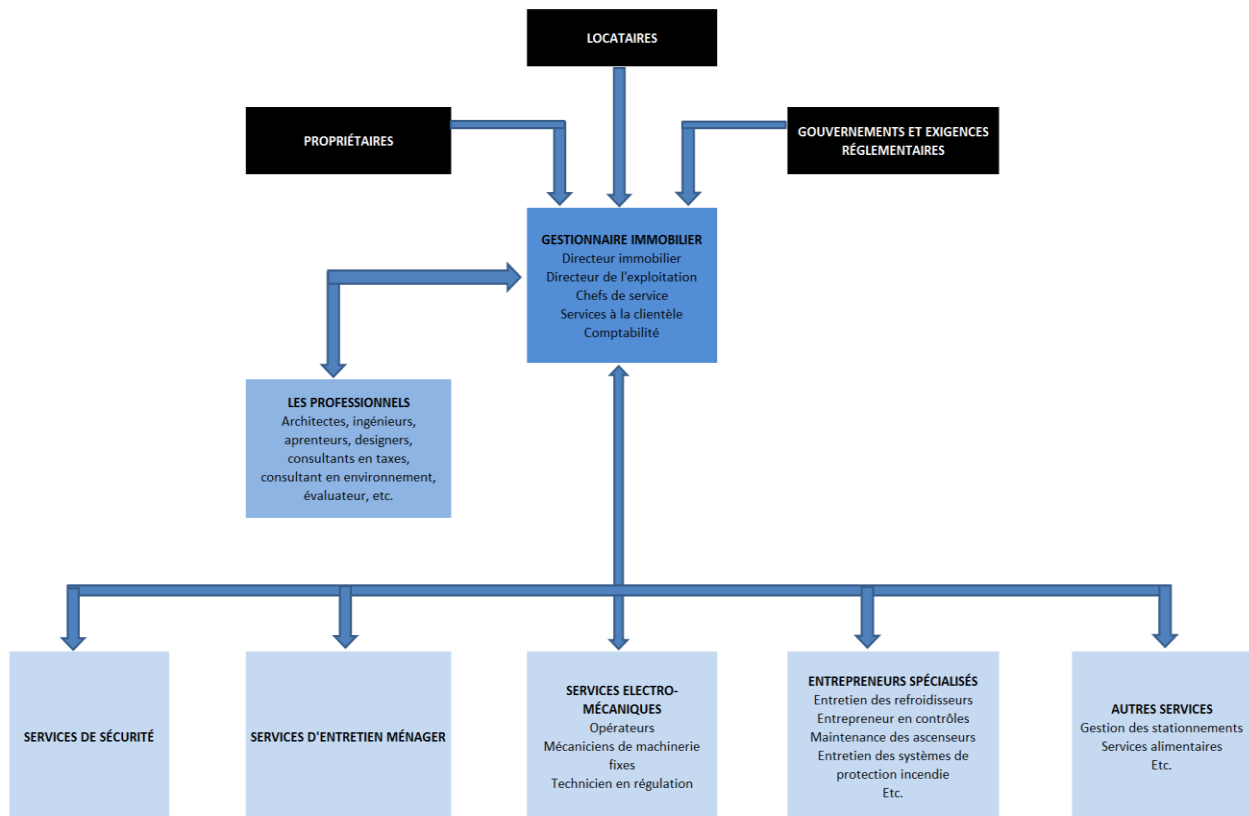 LOCATAIRES
PROPRIÉTAIRES
GOUVERNEMENTS ET EXIGENCES
RÉGLEMENTAIRES
GESTIONNAIRE IMMOBILIER
Directeur immobilier
Directeur de l'exploitation
Chefs de service
Services à la clientèle
Comptabilité
LES PROFESSIONNELS
Architectes, ingénieurs,
aprenteurs, designers,
consultants en taxes,
consultant en environnement,
évaluateur, etc.
SERVICES DE SÉCURITÉ
SERVICES D'ENTRETIEN MÉNAGER
SERVICES ELECTRO-
MÉCANIQUES
Opérateurs
Mécaniciens de machinerie
fixes
Technicien en régulation
ENTREPRENEURS SPÉCIALISÉS
Entretien des refroidisseurs
Entrepreneur en contrôles
Maintenance des ascenseurs
Entretien des systèmes de
protection incendie
Etc.
AUTRES SERVICES
Gestion des stationnements
Services alimentaires
Etc.